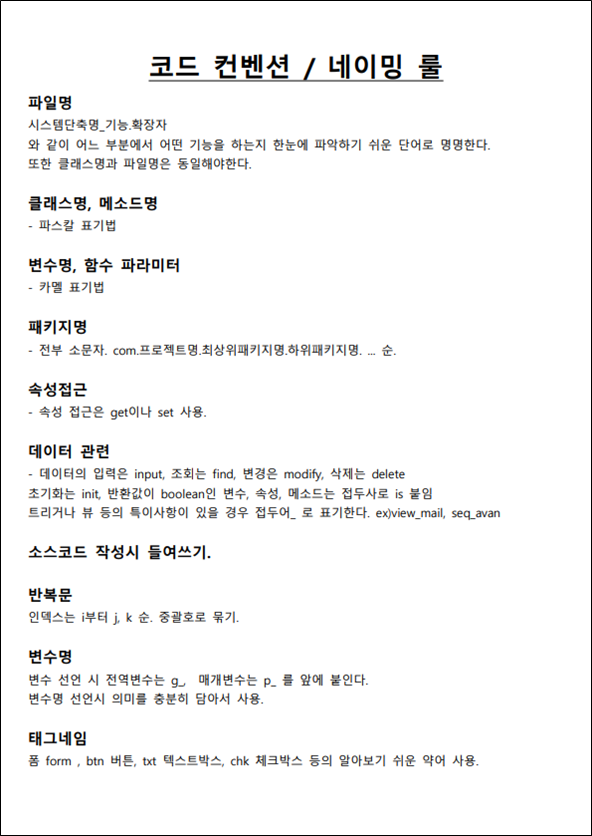 코드 컨벤션 / 네이밍 룰
파일명
시스템단축명_기능.확장자
와 같이 어느 부분에서 어떤 기능을 하는지 한눈에 파악하기 쉬운 단어로 명명한다.
또한 클래스명과 파일명은 동일해야한다.
클래스명, 메소드명
- 파스칼 표기법
변수명, 함수 파라미터
- 카멜 표기법
패키지명
- 전부 소문자. com.프로젝트명.최상위패키지명.하위패키지명. ... 순.
속성접근
- 속성 접근은 get이나 set 사용.
데이터 관련
- 데이터의 입력은 input, 조회는 find, 변경은 modify, 삭제는 delete
초기화는 init, 반환값이 boolean인 변수, 속성, 메소드는 접두사로 is 붙임
트리거나 뷰 등의 특이사항이 있을 경우 접두어_ 로 표기한다. ex)view_mail, seq_avan
소스코드 작성시 들여쓰기.
반복문
인덱스는 i부터 j, k 순. 중괄호로 묶기.
변수명
변수 선언 시 전역변수는 g_, 매개변수는 p_ 를 앞에 붙인다.
변수명 선언시 의미를 충분히 담아서 사용.
태그네임
폼 form , btn 버튼, txt 텍스트박스, chk 체크박스 등의 알아보기 쉬운 약어 사용.